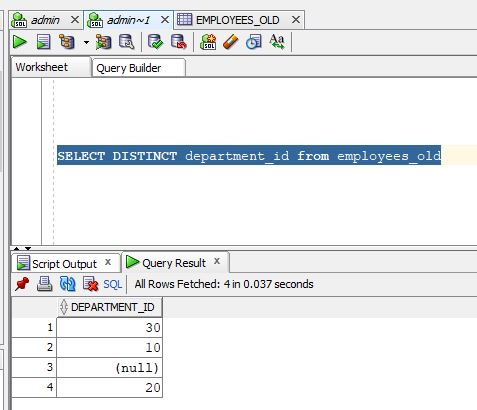 admin admin~1 EMPLOYEES_OLD
Worksheet Query Builder
SELECT DISTINCT department_id from employees_old
Script Output Query Result
SQL All Rows Fetched: 4 in 0.037 seconds
DEPARTMENT_ID
1 30
2 10
3 (null)
4 20